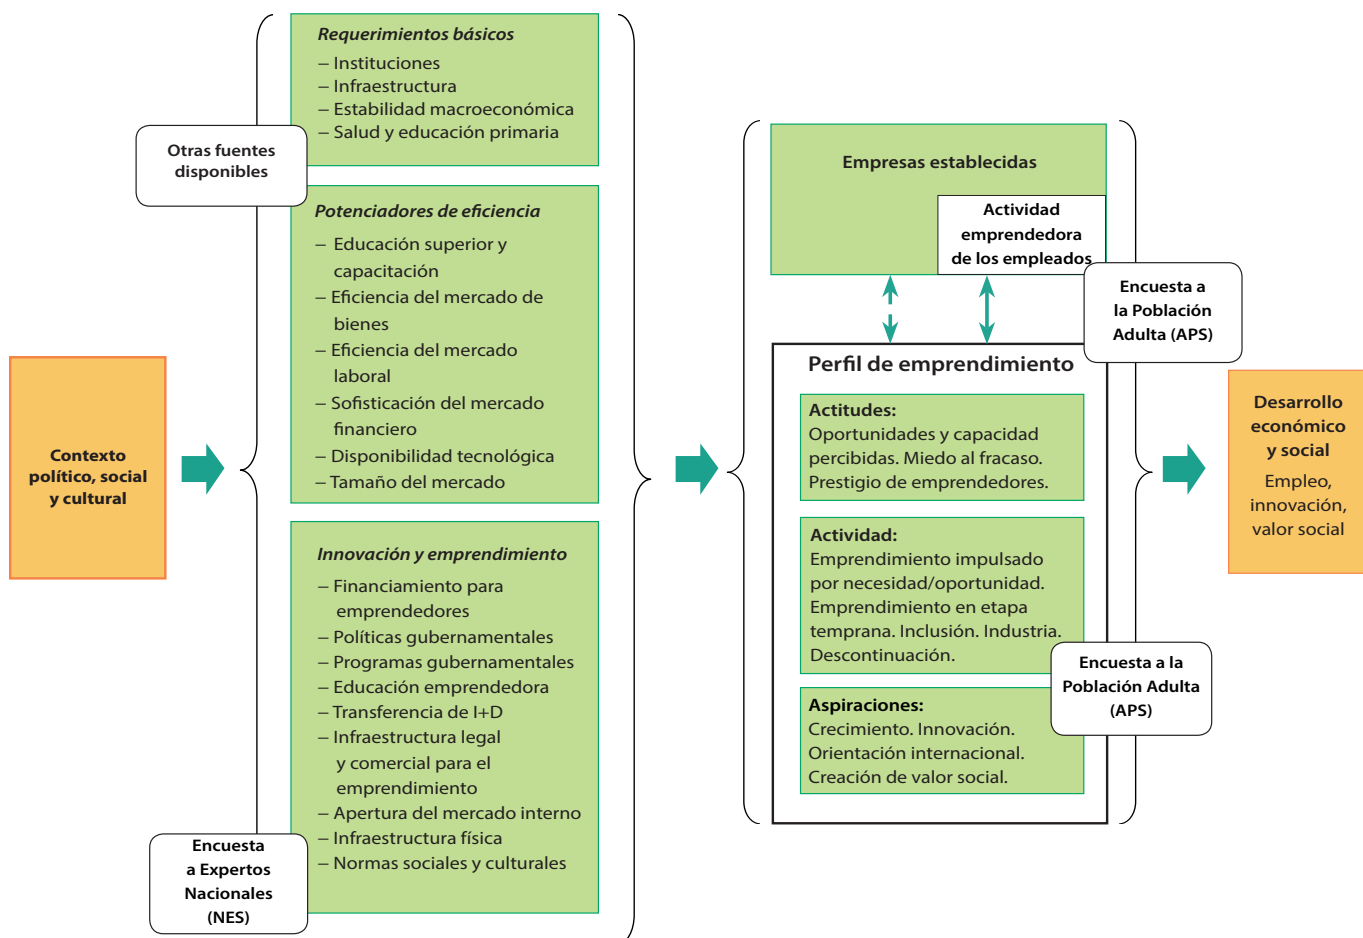 Contexto
político, social
y cultural
Otras fuentes
disponibles
Requerimientos básicos
– Instituciones
– Infraestructura
– Estabilidad macroeconómica
– Salud y educación primaria
Potenciadores de eficiencia
– Educación superior y
capacitación
– Eficiencia del mercado de
bienes
– Eficiencia del mercado
laboral
– Sofisticación del mercado
financiero
– Disponibilidad tecnológica
– Tamaño del mercado
Innovación y emprendimiento
– Financiamiento para
emprendedores
– Políticas gubernamentales
– Programas gubernamentales
– Educación emprendedora
– Transferencia de I+D
– Infraestructura legal
y comercial para el
emprendimiento
– Apertura del mercado interno
– Infraestructura física
– Normas sociales y culturales
Encuesta
a Expertos
Nacionales
(NES)
Empresas establecidas
Actividad
emprendedora
de los empleados
Encuesta a
la Población
Adulta (APS)
Perfil de emprendimiento
Actitudes:
Oportunidades y capacidad
percibidas. Miedo al fracaso.
Prestigio de emprendedores.
Actividad:
Emprendimiento impulsado
por necesidad/oportunidad.
Emprendimiento en etapa
temprana. Inclusión. Industria.
Descontinuación.
Encuesta a la
Población Adulta
(APS)
Aspiraciones:
Crecimiento. Innovación.
Orientación internacional.
Creación de valor social.
Desarrollo
económico
y social
Empleo,
innovación,
valor social